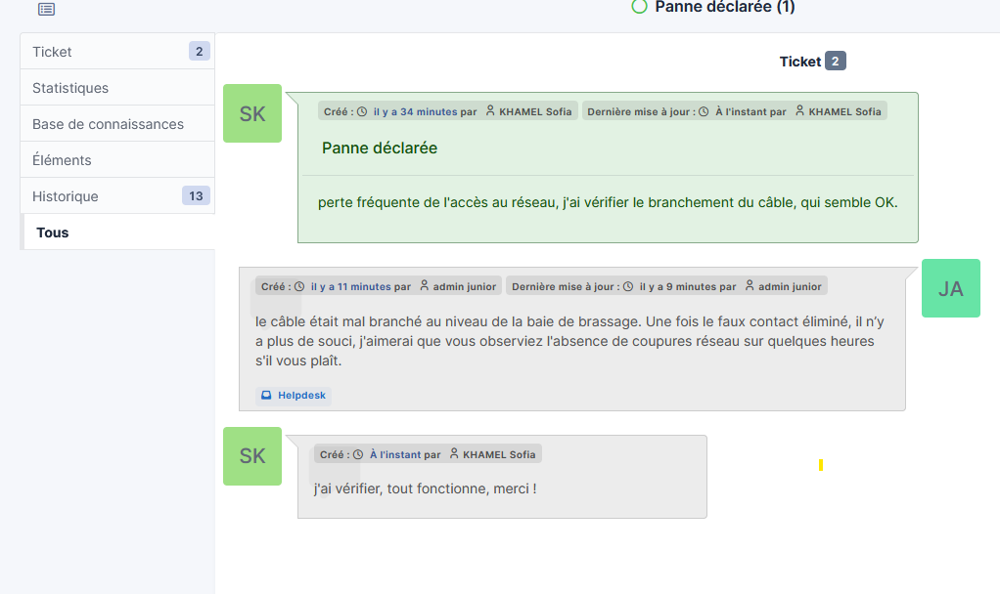 Panne déclarée (1)
Ticket 2
Statistiques
Base de connaissances
Éléments
Historique 13
Tous
Ticket 2
SK
Créé : il y a 34 minutes par KHAMEL Sofia Dernière mise à jour : À l'instant par KHAMEL Sofia
Panne déclarée
perte fréquente de l'accès au réseau, j'ai vérifier le branchement du câble, qui semble OK.
JA
Créé : il y a 11 minutes par admin junior Dernière mise à jour : il y a 9 minutes par admin junior
le câble était mal branché au niveau de la baie de brassage. Une fois le faux contact éliminé, il n'y
a plus de souci, j'aimerai que vous observiez l'absence de coupures réseau sur quelques heures
s'il vous plaît.
Helpdesk
SK
Créé : À l'instant par KHAMEL Sofia
j'ai vérifier, tout fonctionne, merci !